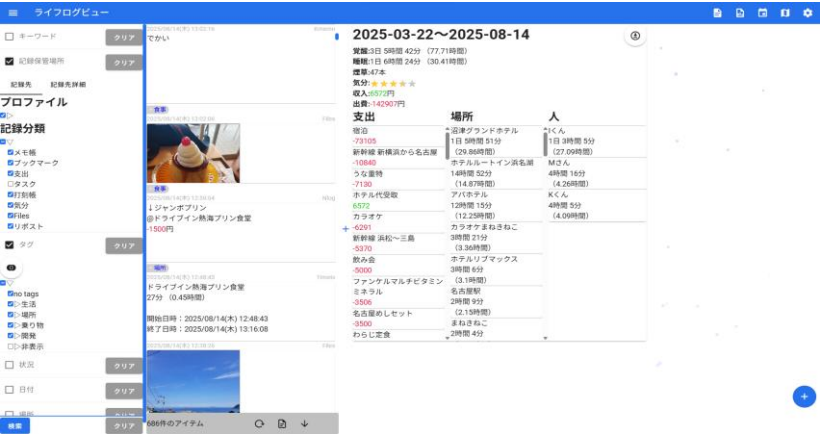 ライフログビュー
キーワード
クリア
記録保管場所
クリア
記録先 記録先詳細
プロファイル
記録分類
メモ帳
ブックマーク
支出
タスク
打刻帳
気分
Files
リポスト
タグ
クリア
no tags
生活
場所
乗り物
開発
非表示
状況
クリア
日付
クリア
場所
クリア
検索
でかい
食事
Files
食事
↓ジャンボプリン
@ドライブイン熱海プリン食堂
-1500円
場所
ドライブイン熱海プリン食堂
27分 (0.45時間)
開始日時：2025/08/14(木) 12:48:43
終了日時：2025/08/14(木) 13:16:08
Files
686件のアイテム
2025-03-22～2025-08-14
覚醒:3日 5時間 42分 (77.71時間)
睡眠:1日 6時間 24分 (30.41時間)
煙草:47本
気分:★★★★★
収入:6572円
出費:-142907円
支出
宿泊
-73105
新幹線 新横浜から名古屋
-10840
うな重特
-7130
ホテル代受取
6572
カラオケ
-6291
新幹線 浜松～三島
-5370
飲み会
-5000
ファンケルマルチビタミン
ミネラル
-3506
名古屋めしセット
-3500
わらじ定食
場所
沼津グランドホテル
1日 5時間 51分
(29.86時間)
ホテルルートイン浜名湖
14時間 52分
(14.87時間)
アパホテル
12時間 15分
(12.25時間)
カラオケまねきねこ
3時間 21分
(3.36時間)
ホテルリブマックス
3時間 6分
(3.1時間)
名古屋駅
2時間 9分
(2.15時間)
まねきねこ
2時間 4分
人
Iくん
1日 3時間 5分
(27.09時間)
Mさん
4時間 16分
(4.26時間)
Kくん
4時間 5分
(4.09時間)